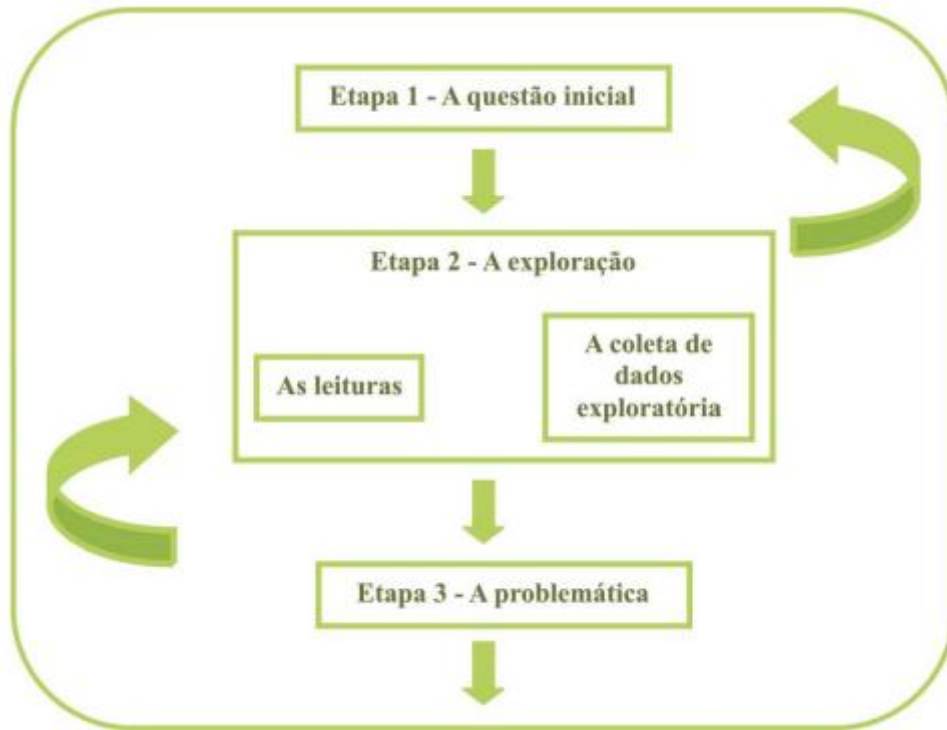 Etapa 1 - A questão inicial
Etapa 2 - A exploração
As leituras
A coleta de
dados
exploratória
Etapa 3 - A problemática